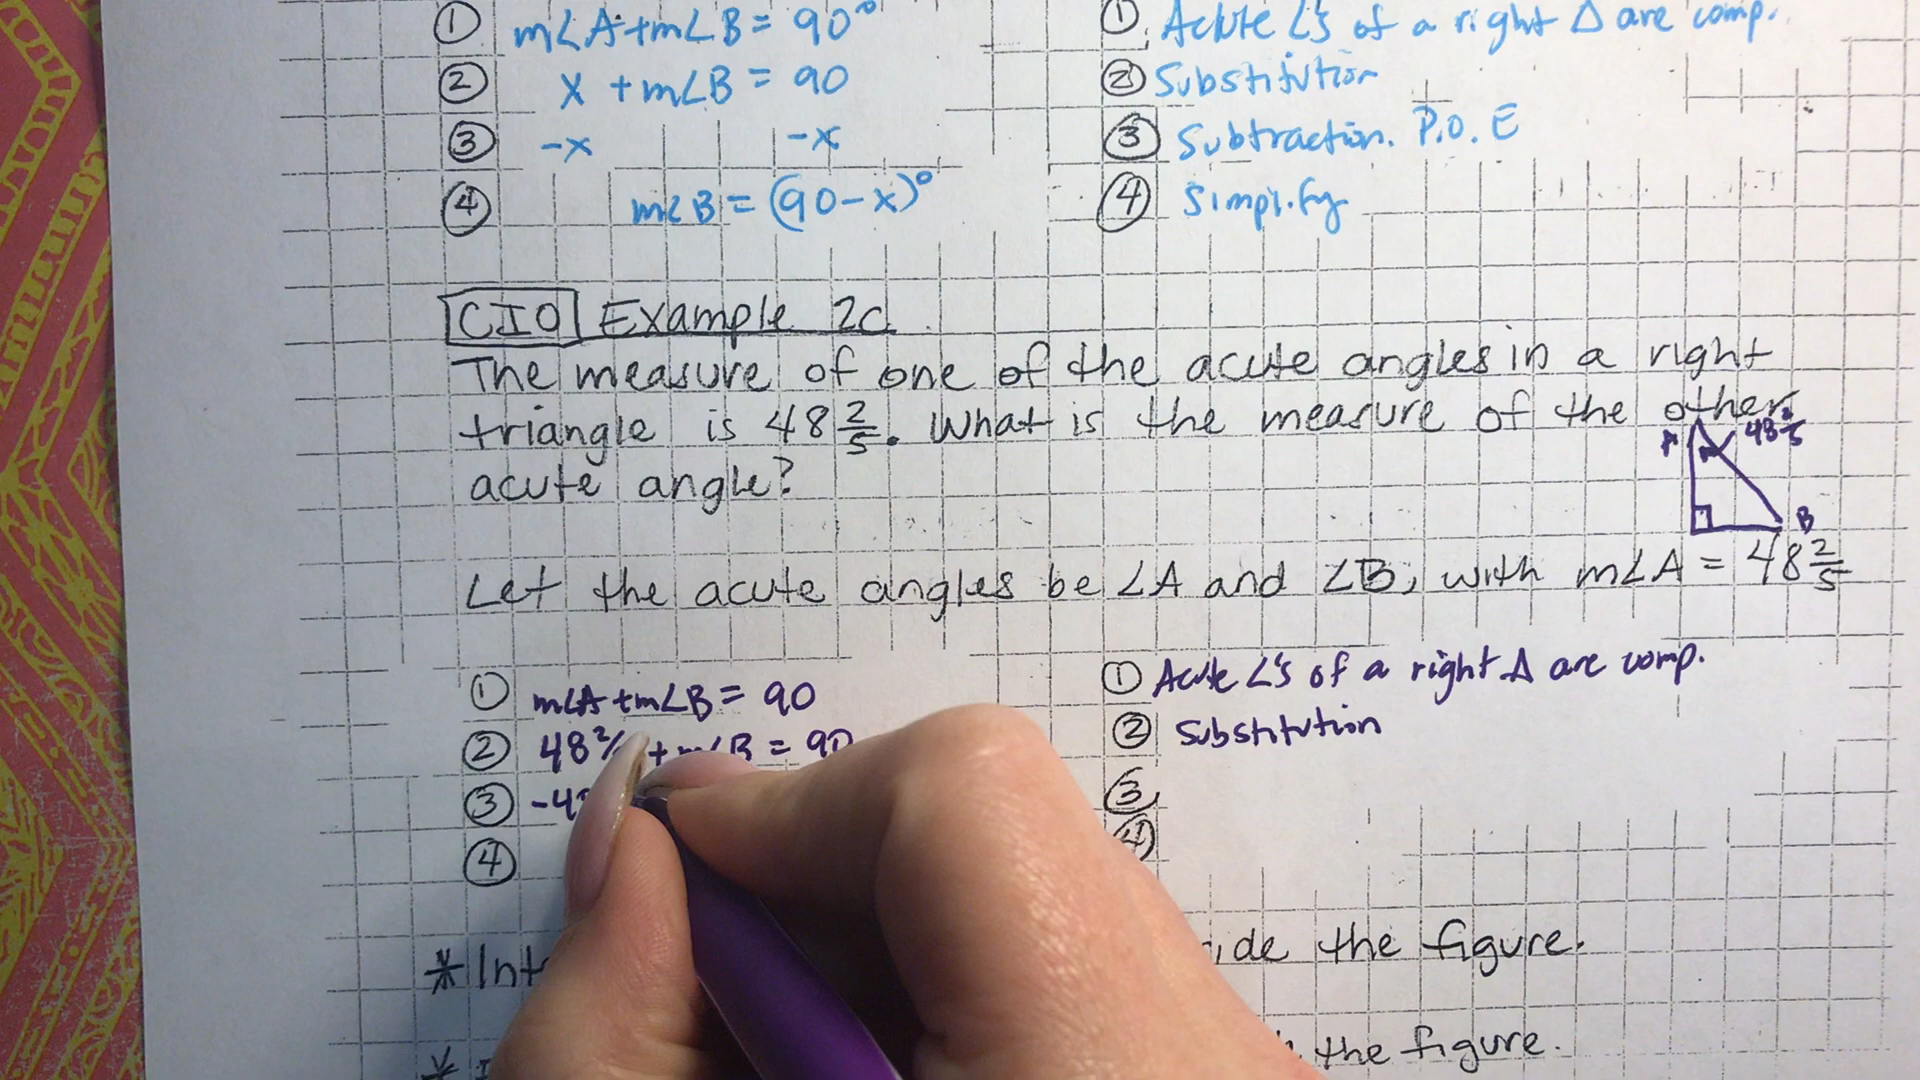 ① m∠A+m∠B = 90° ① Acute ∠'s of a right Δ are comp.
② x + m∠B = 90 ② Substitution
③ -x -x ③ Subtraction. P.O.E
④ m∠B = (90-x)° ④ Simplify
CIO Example 2c
The measure of one of the acute angles in a right
triangle is 48 2/5. What is the measure of the other
acute angle?
A 48 2/5
B
Let the acute angles be ∠A and ∠B, with m∠A = 48 2/5
① m∠A+m∠B = 90 ① Acute ∠'s of a right Δ are comp.
② 48 2/ + m∠B = 90 ② Substitution
③ -4 ③
④ ④
* the figure.
* the figure.